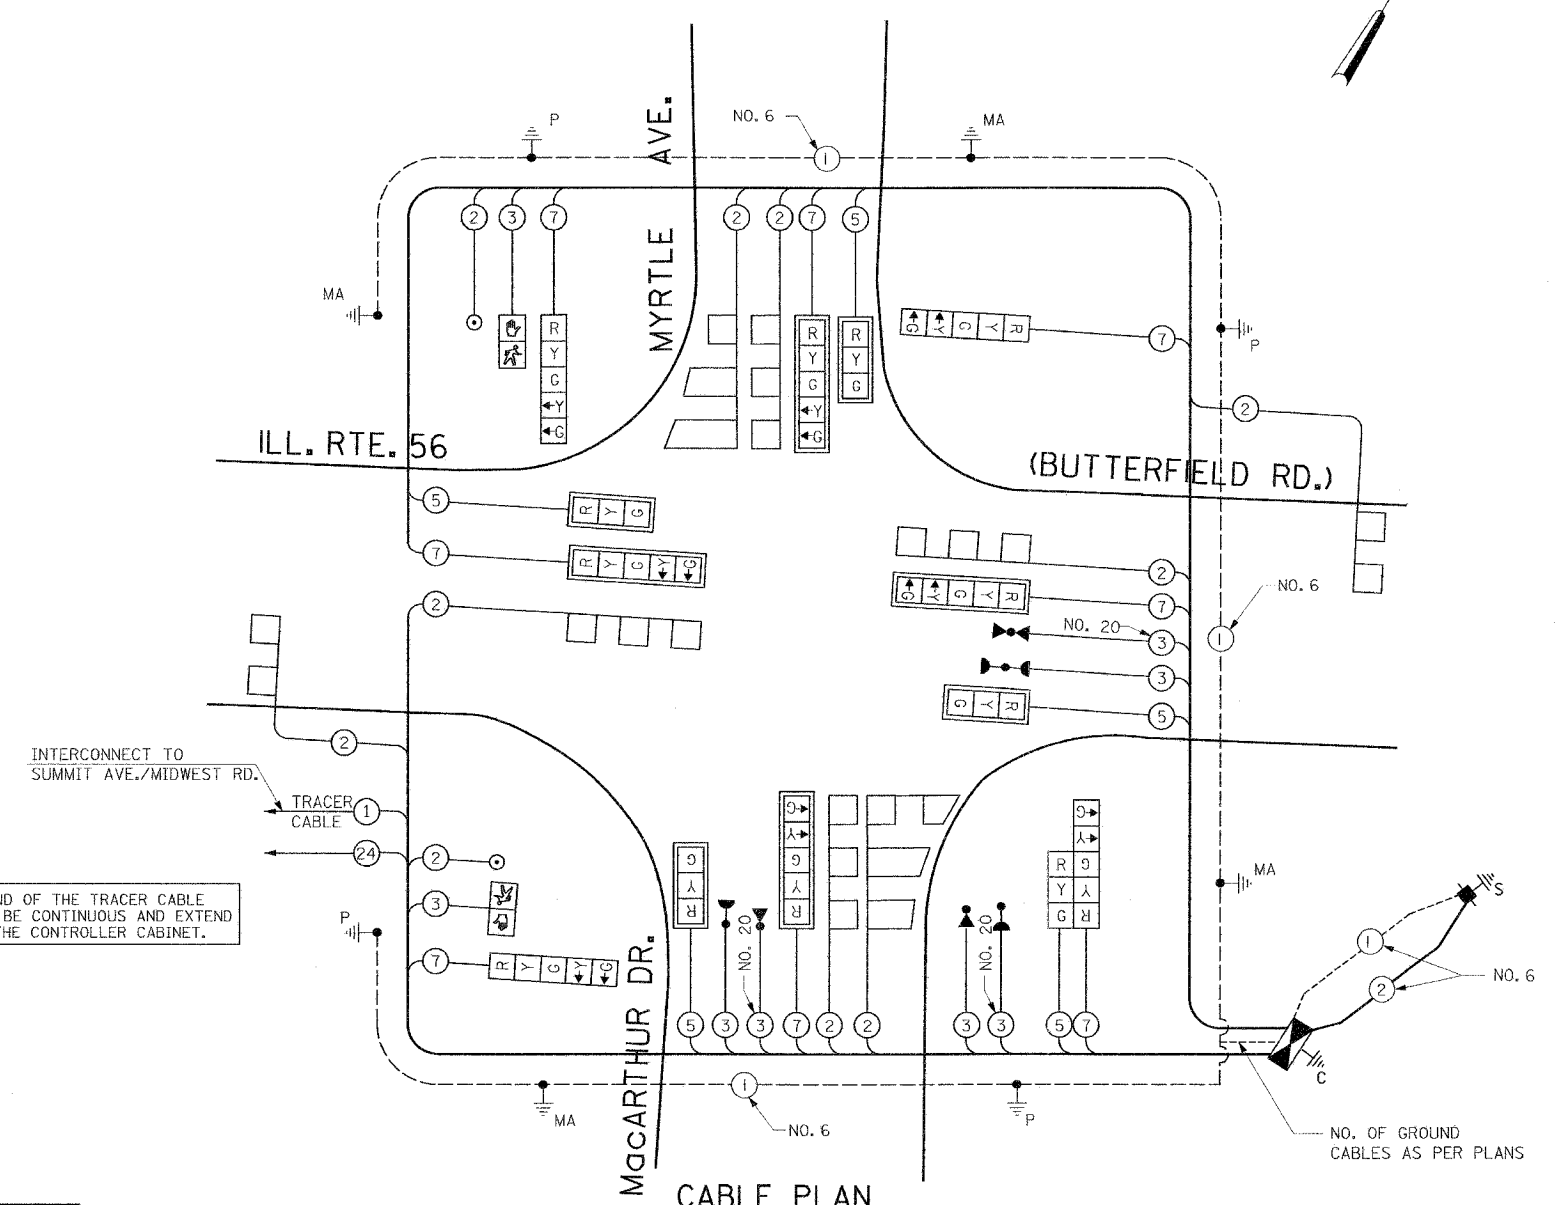 P
NO. 6
MA
1
AVE.
MYRTLE
2
3
7
2
2
7
5
MA
P
R
Y
G
Y
G
R
Y
G
Y
G
R
Y
G
G Y G Y R
7
2
ILL. RTE. 56
(BUTTERFIELD RD.)
5
R Y G
7
R Y G Y G
2
2
G Y G Y R
7
NO. 6
1
NO. 20
3
3
G Y R
5
2
INTERCONNECT TO
SUMMIT AVE./MIDWEST RD.
TRACER
CABLE
1
24
2
3
7
R Y G Y G
ND OF THE TRACER CABLE
BE CONTINUOUS AND EXTEND
THE CONTROLLER CABINET.
P
G
Y
R
G
Y
G
Y
R
G
Y
R
Y
G
G
Y
R
NO. 20
NO. 20
MacARTHUR DR.
5
3
3
7
2
2
3
3
5
7
MA
S
1
2
NO. 6
C
MA
1
NO. 6
P
NO. OF GROUND
CABLES AS PER PLANS
CABLE PLAN